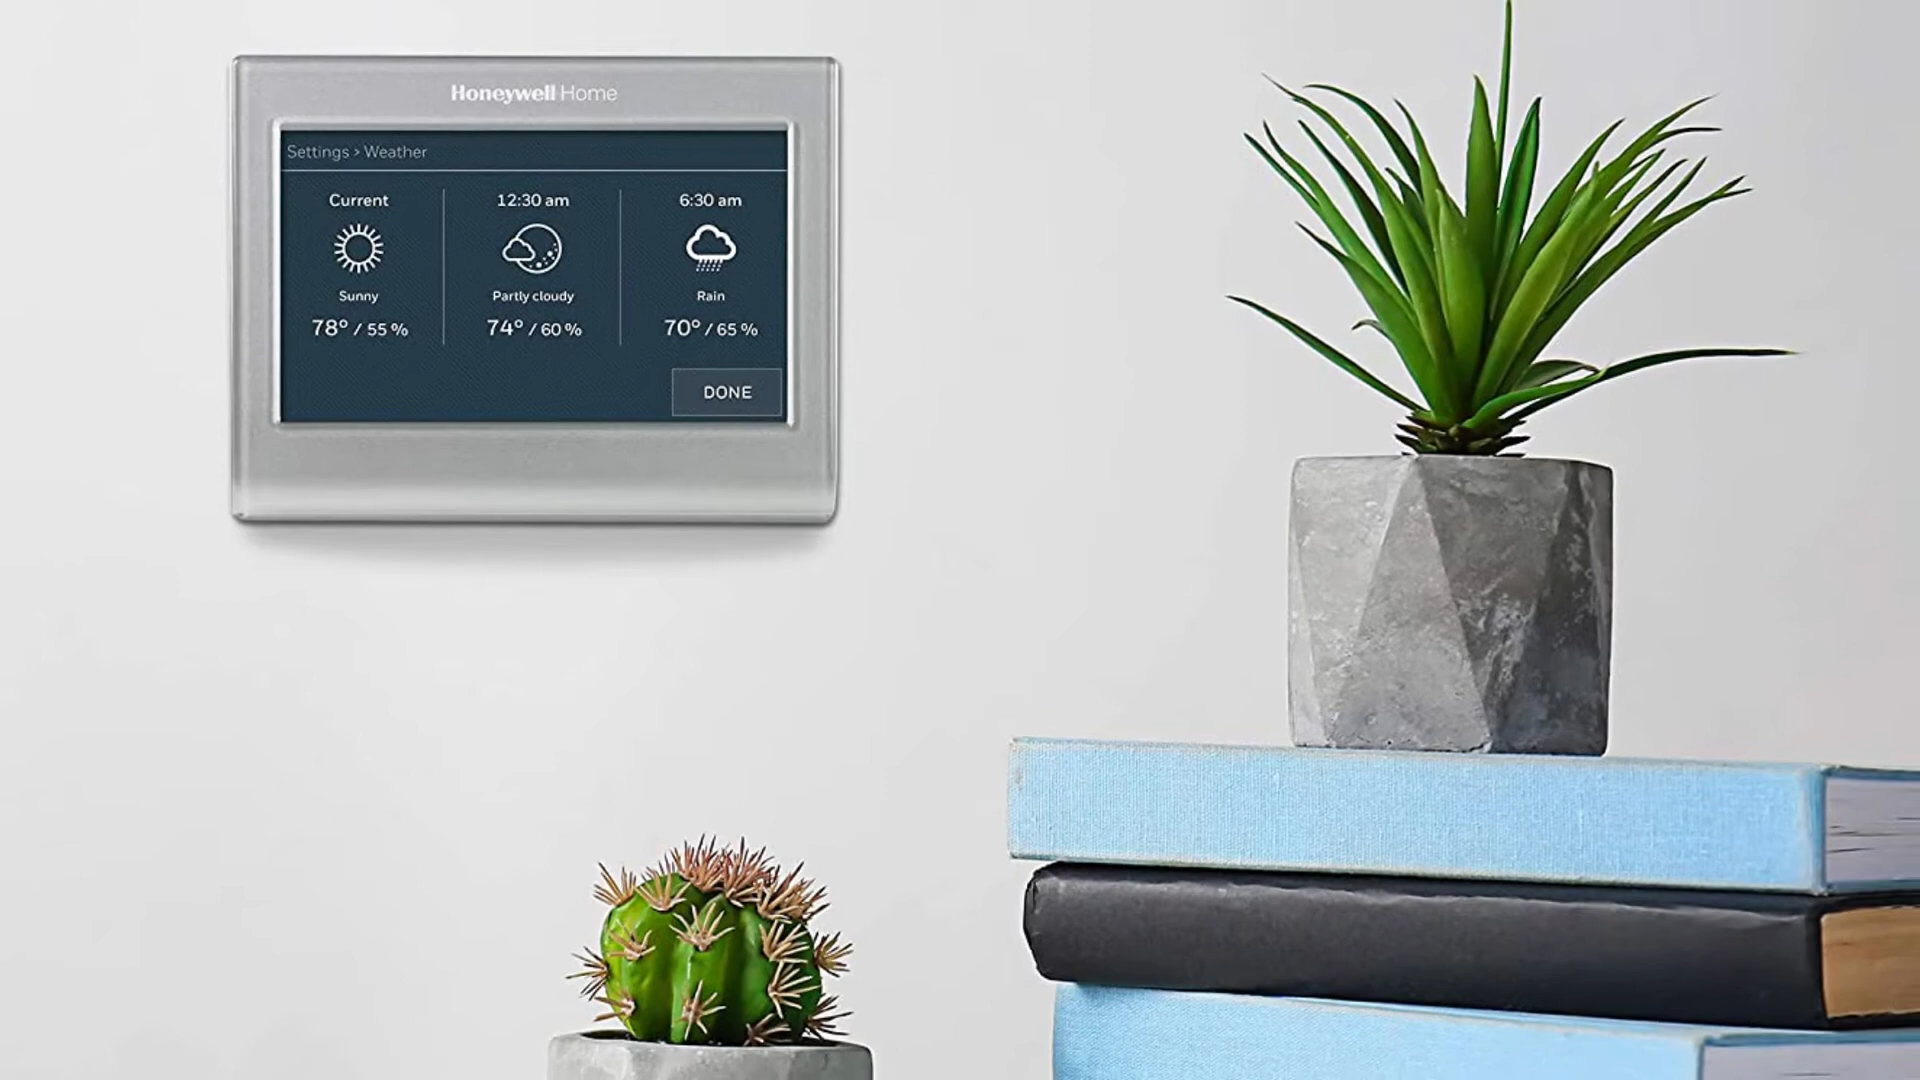 Honeywell Home
Settings > Weather
Current
12:30 am
6:30 am
Sunny
Partly cloudy
Rain
78° / 55 %
74° / 60 %
70° / 65 %
DONE